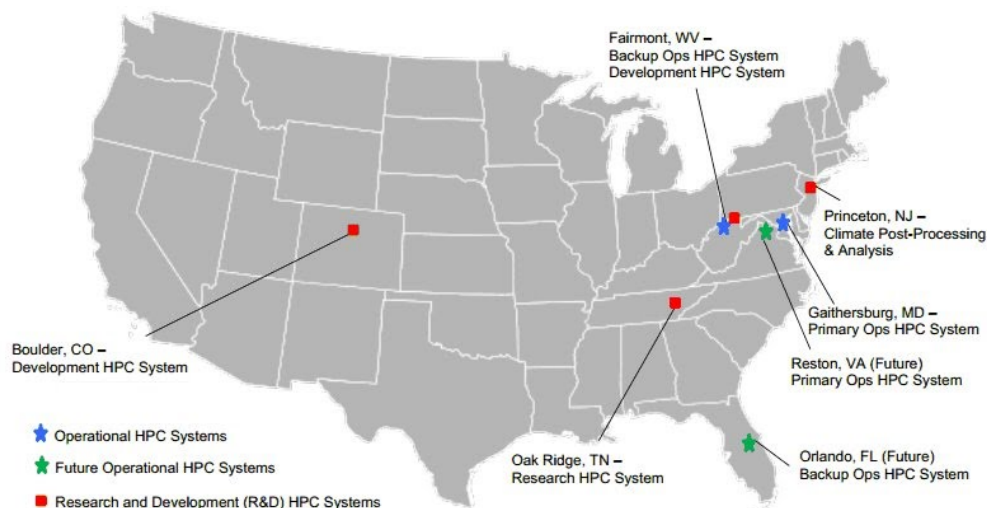 Fairmont, WV –
Backup Ops HPC System
Development HPC System
Princeton, NJ –
Climate Post-Processing
& Analysis
Gaithersburg, MD –
Primary Ops HPC System
Boulder, CO –
Development HPC System
Reston, VA (Future)
Primary Ops HPC System
Operational HPC Systems
Future Operational HPC Systems
Research and Development (R&D) HPC Systems
Oak Ridge, TN –
Research HPC System
Orlando, FL (Future)
Backup Ops HPC System